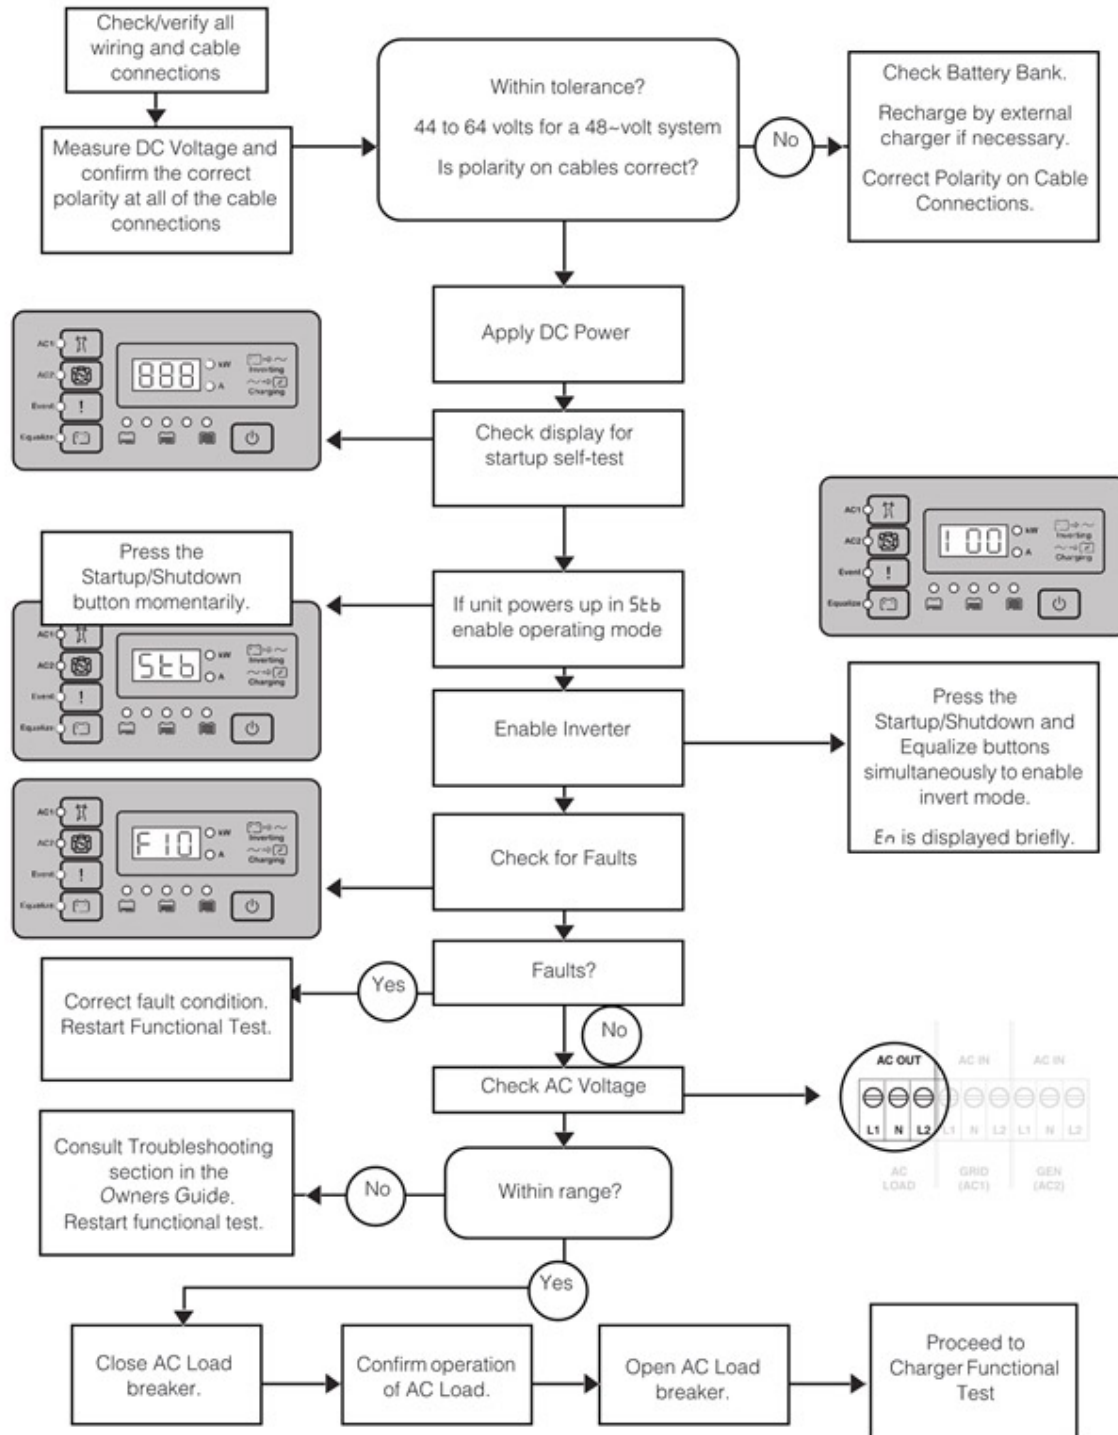 Check/verify all
wiring and cable
connections
Measure DC Voltage and
confirm the correct
polarity at all of the cable
connections
Within tolerance?
44 to 64 volts for a 48~volt system
Is polarity on cables correct?
No
Check Battery Bank.
Recharge by external
charger if necessary.
Correct Polarity on Cable
Connections.
Apply DC Power
AC1
AC2
Event
Equalize
888
kW
A
Inverting
Charging
Check display for
startup self-test
AC1
AC2
Event
Equalize
1 00
kW
A
Inverting
Charging
Press the
Startup/Shutdown
button momentarily.
If unit powers up in Stb
enable operating mode
AC1
AC2
Event
Equalize
Stb
kW
A
Inverting
Charging
Enable Inverter
Press the
Startup/Shutdown and
Equalize buttons
simultaneously to enable
invert mode.
En is displayed briefly.
AC1
AC2
Event
Equalize
F10
kW
A
Inverting
Charging
Check for Faults
Faults?
Yes
Correct fault condition.
Restart Functional Test.
No
Check AC Voltage
AC OUT
AC IN
AC IN
L1 N L2 L1 N L2 L1 N L2
AC
LOAD
GRID
(AC1)
GEN
(AC2)
Within range?
No
Consult Troubleshooting
section in the
Owners Guide.
Restart functional test.
Yes
Close AC Load
breaker.
Confirm operation
of AC Load.
Open AC Load
breaker.
Proceed to
Charger Functional
Test